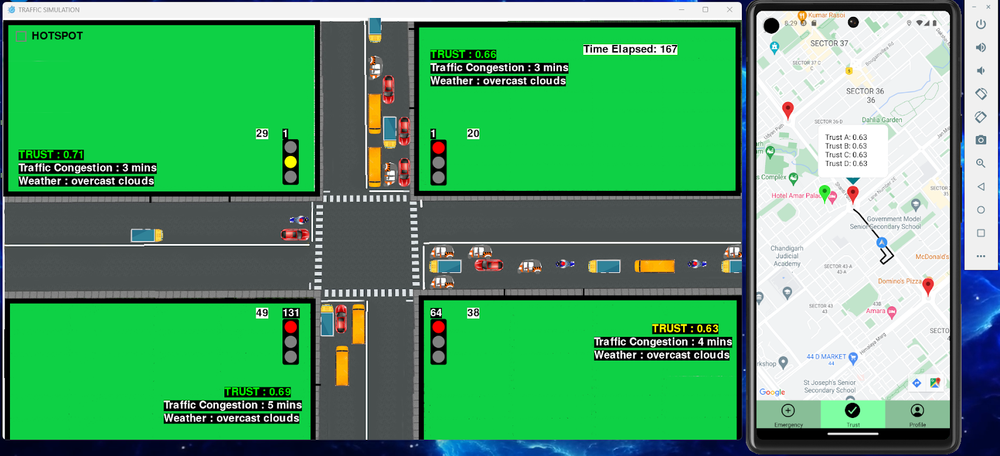 TRAFFIC SIMULATION
HOTSPOT
29 1
TRUST : 0.71
Traffic Congestion : 3 mins
Weather : overcast clouds
TRUST : 0.66
Traffic Congestion : 3 mins
Weather : overcast clouds
Time Elapsed: 167
1 20
49 131
TRUST : 0.69
Traffic Congestion : 5 mins
Weather : overcast clouds
64 38
TRUST : 0.63
Traffic Congestion : 4 mins
Weather : overcast clouds
Kumar Rasoi
8:29
SECTOR 37
Bougainvillea Rd
SECTOR 37 C
C
5
SECTOR 36
36
SECTOR 36-D
Dahlia Garden
Udyan Path
Jan Mar
Trust A: 0.63
Trust B: 0.63
Trust C: 0.63
Trust D: 0.63
s Complex
Shanti Path
Lane Number 2E
Hotel Amar Palac
Government Model
Senior Secondary School
Chandigarh
Judicial
Academy
McDonald's
SECTOR 43-A
43-A
Domino's Pizza
SECTOR 43
43
43B
Amara
Himalaya Marg
SECTO
44 D MARKET
44
rkshop
St Joseph's Senior
Secondary School
Google
Emergency
Trust
Profile